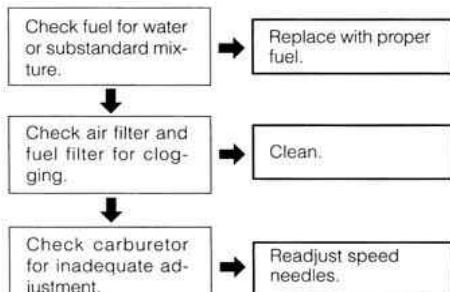 Check fuel for water
or substandard mix-
ture.
Replace with proper
fuel.
Check air filter and
fuel filter for clog-
ging.
Clean.
Check carburetor
for inadequate ad-
justment.
Readjust speed
needles.